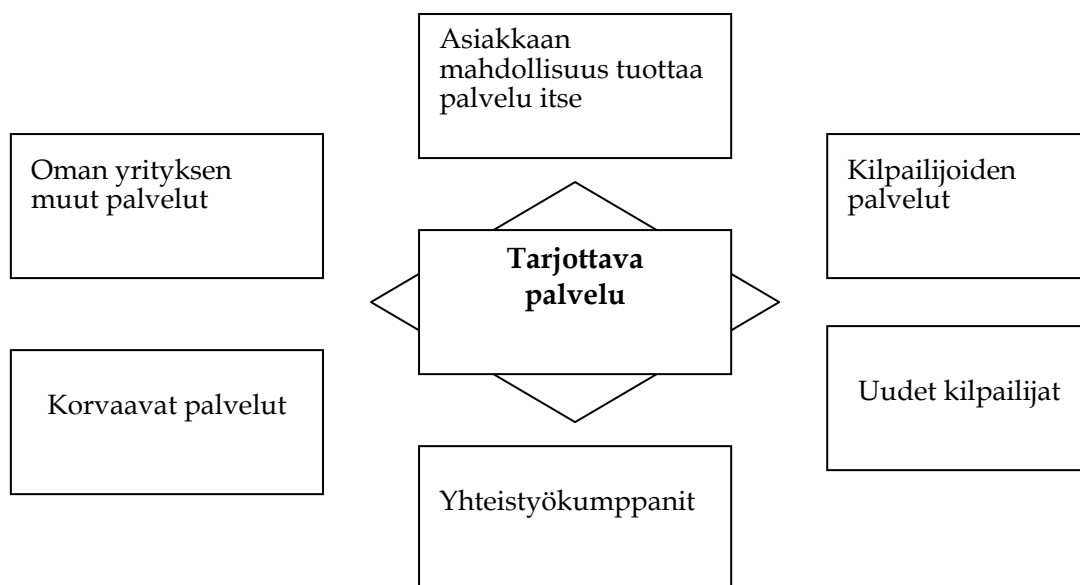 Asiakkaan
mahdollisuus tuottaa
palvelu itse
Oman yrityksen
muut palvelut
Kilpailijoiden
palvelut
Tarjottava
palvelu
Korvaavat palvelut
Uudet kilpailijat
Yhteistyökumppanit